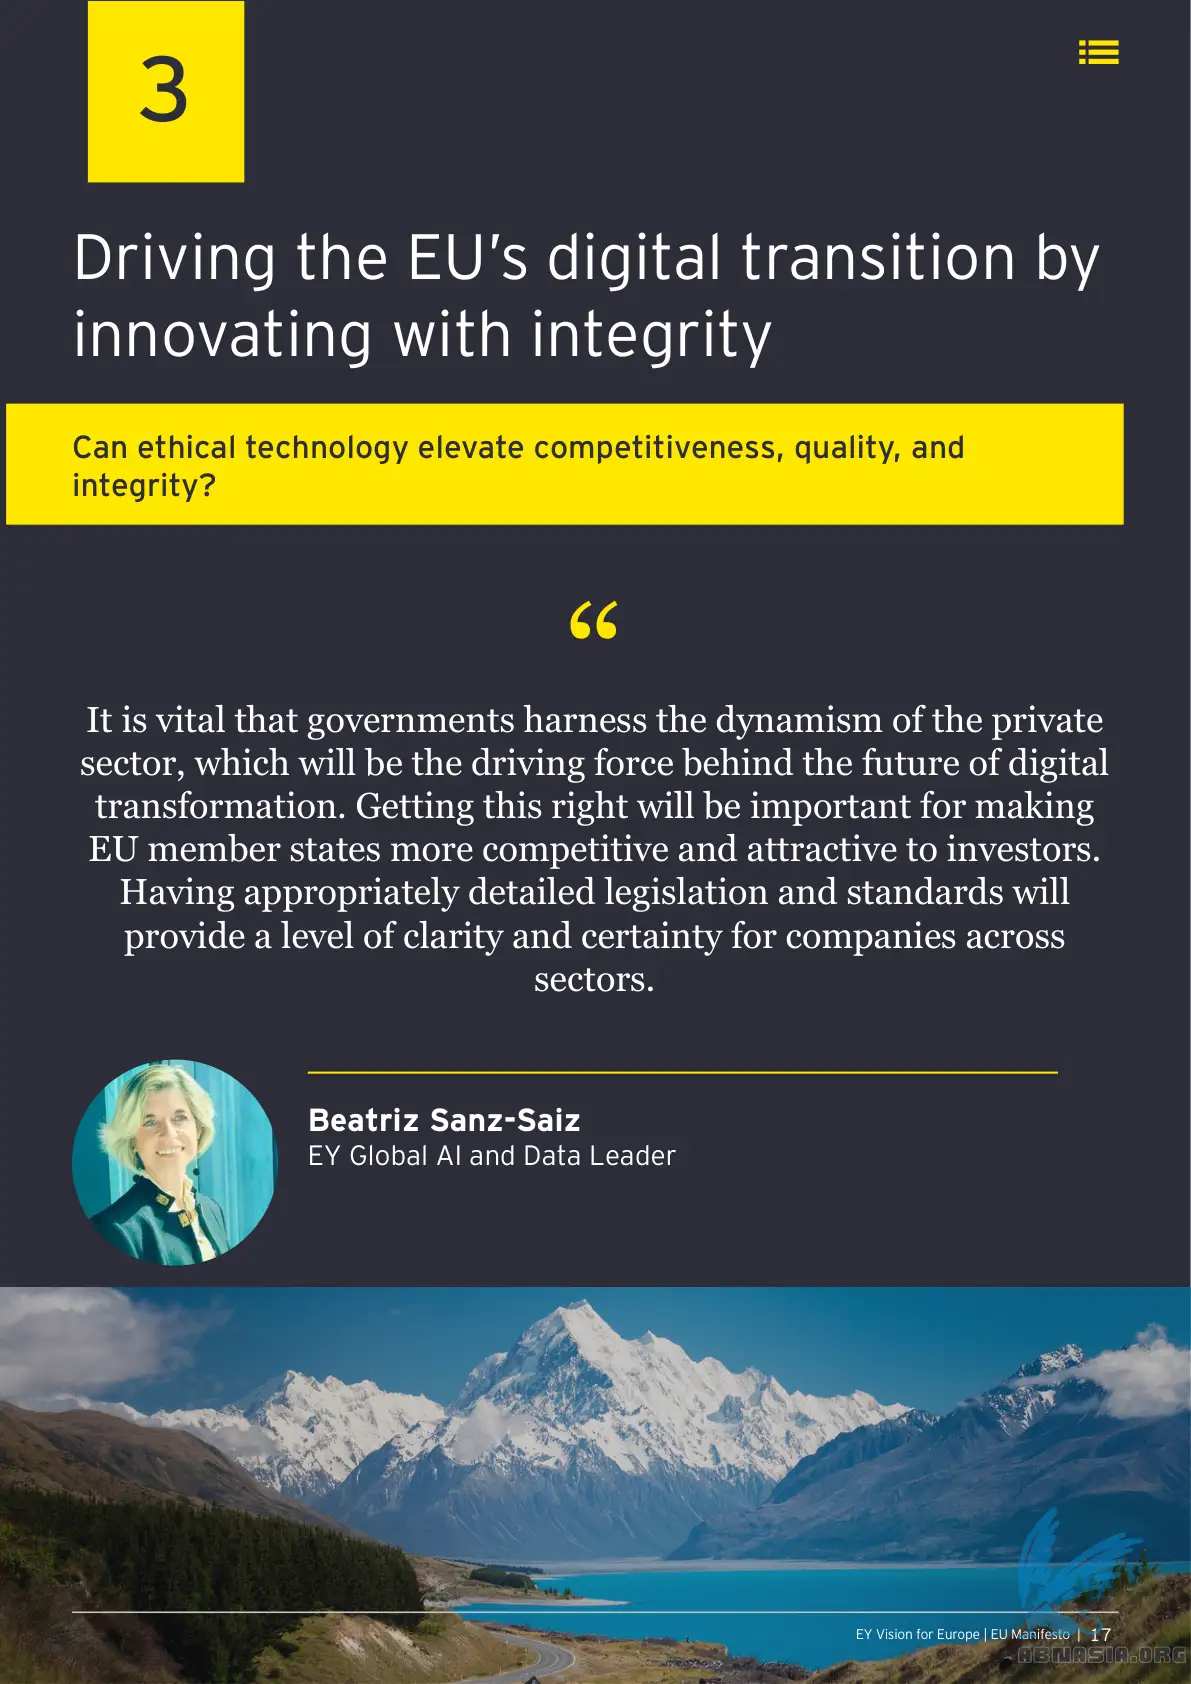 3
Driving the EU’s digital transition by
innovating with integrity
Can ethical technology elevate competitiveness, quality, and
integrity?
“
It is vital that governments harness the dynamism of the private
sector, which will be the driving force behind the future of digital
transformation. Getting this right will be important for making
EU member states more competitive and attractive to investors.
Having appropriately detailed legislation and standards will
provide a level of clarity and certainty for companies across
sectors.
Beatriz Sanz-Saiz
EY Global AI and Data Leader
EY Vision for Europe | EU Manifesto | 17
ABNASIA.ORG